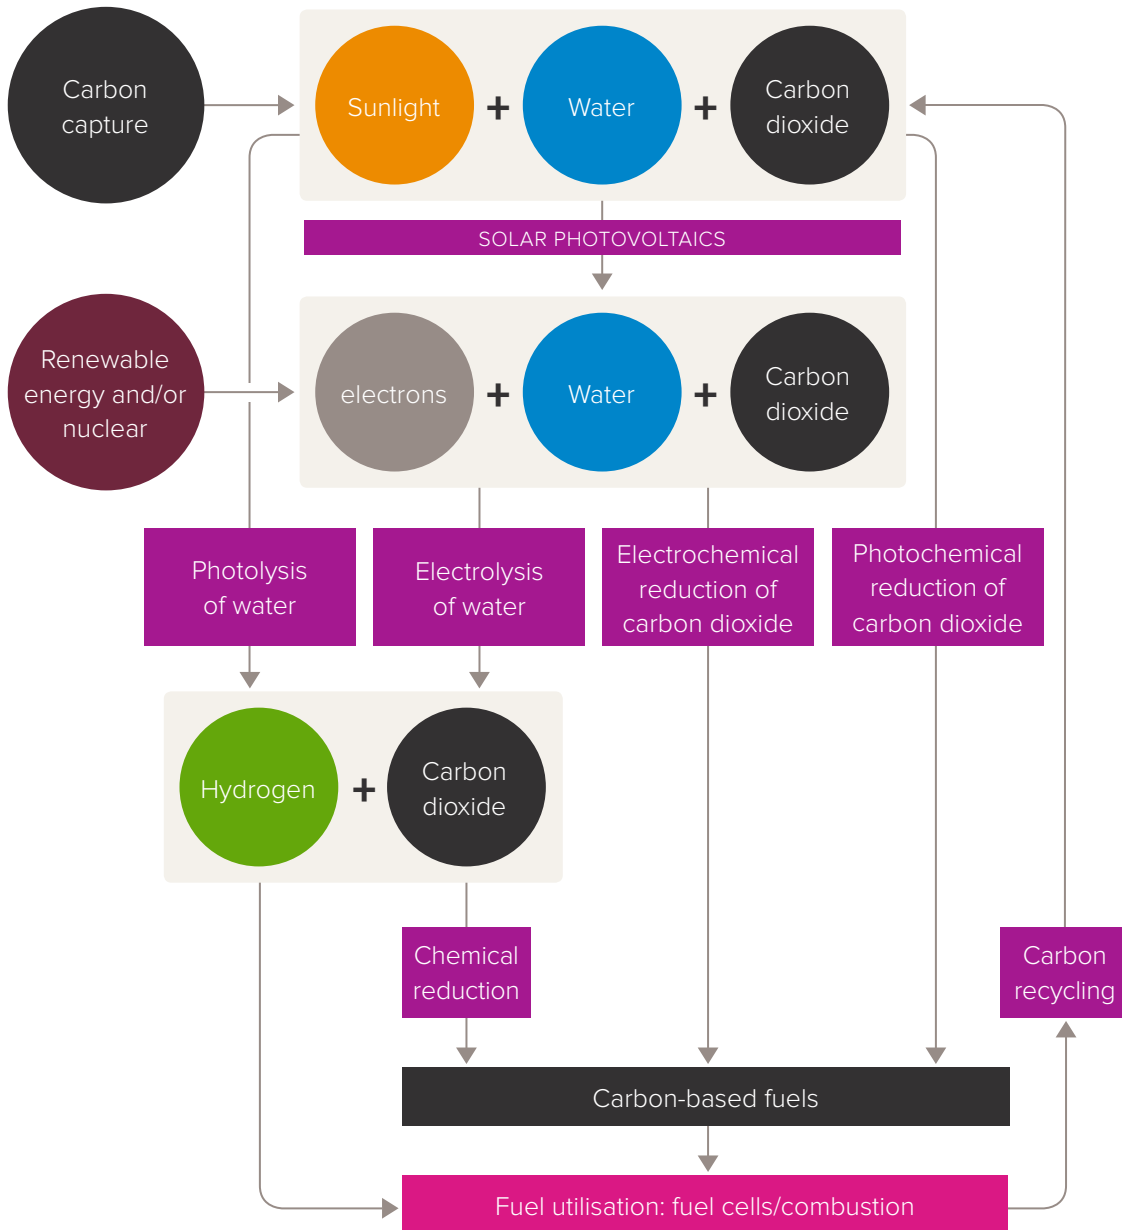 Carbon
capture
Sunlight
+
Water
+
Carbon
dioxide
SOLAR PHOTOVOLTAICS
Renewable
energy and/or
nuclear
electrons
+
Water
+
Carbon
dioxide
Photolysis
of water
Electrolysis
of water
Electrochemical
reduction of
carbon dioxide
Photochemical
reduction of
carbon dioxide
Hydrogen
+
Carbon
dioxide
Chemical
reduction
Carbon
recycling
Carbon-based fuels
Fuel utilisation: fuel cells/combustion